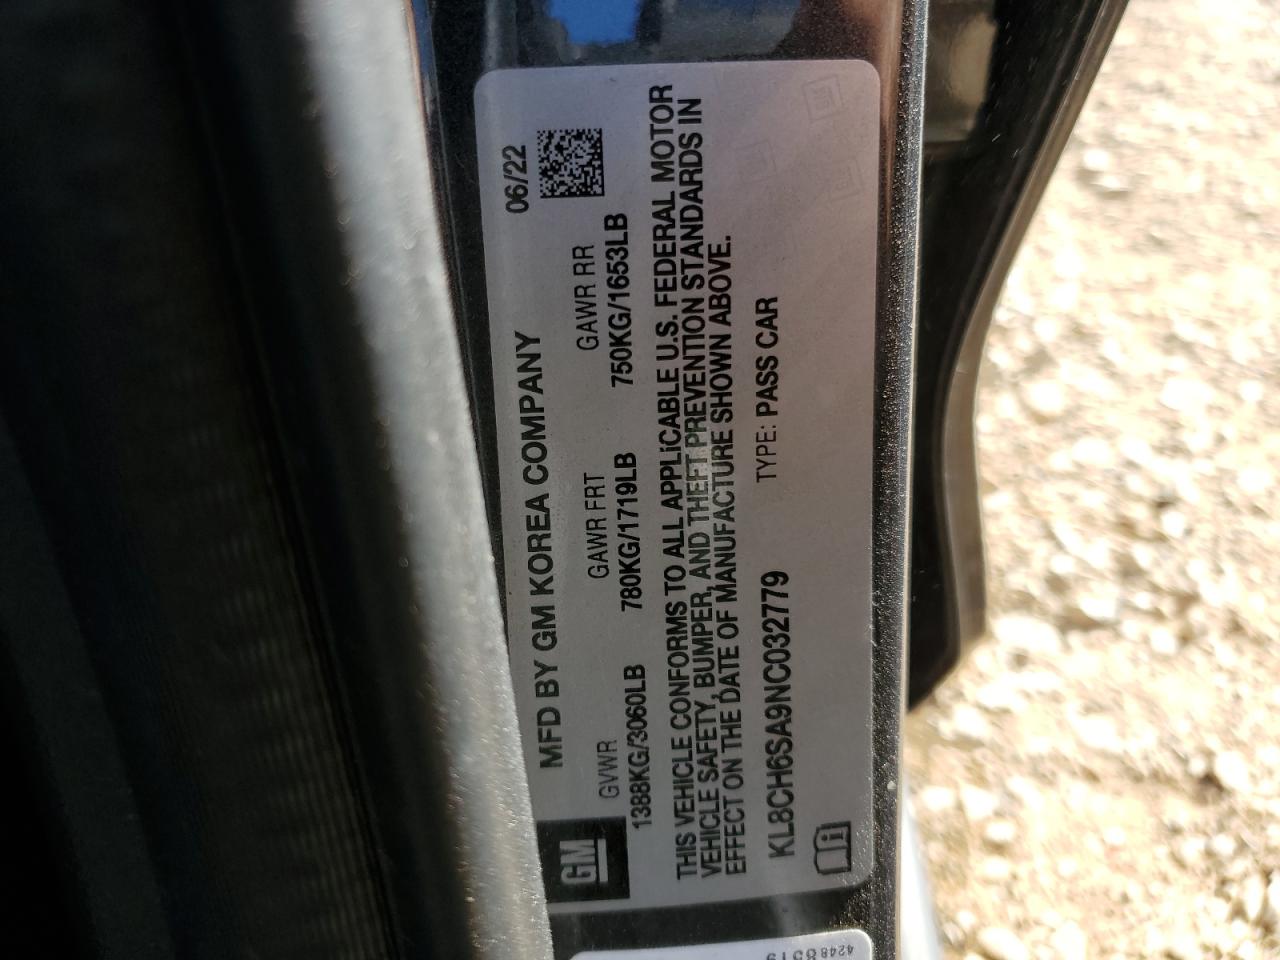 GM
MFD BY GM KOREA COMPANY 06/22
GVWR GAWR FRT GAWR RR
1388KG/3060LB 780KG/1719LB 750KG/1653LB
THIS VEHICLE CONFORMS TO ALL APPLICABLE U.S. FEDERAL MOTOR
VEHICLE SAFETY, BUMPER, AND THEFT PREVENTION STANDARDS IN
EFFECT ON THE DATE OF MANUFACTURE SHOWN ABOVE.
KL8CH6SA9NC032779 TYPE: PASS CAR